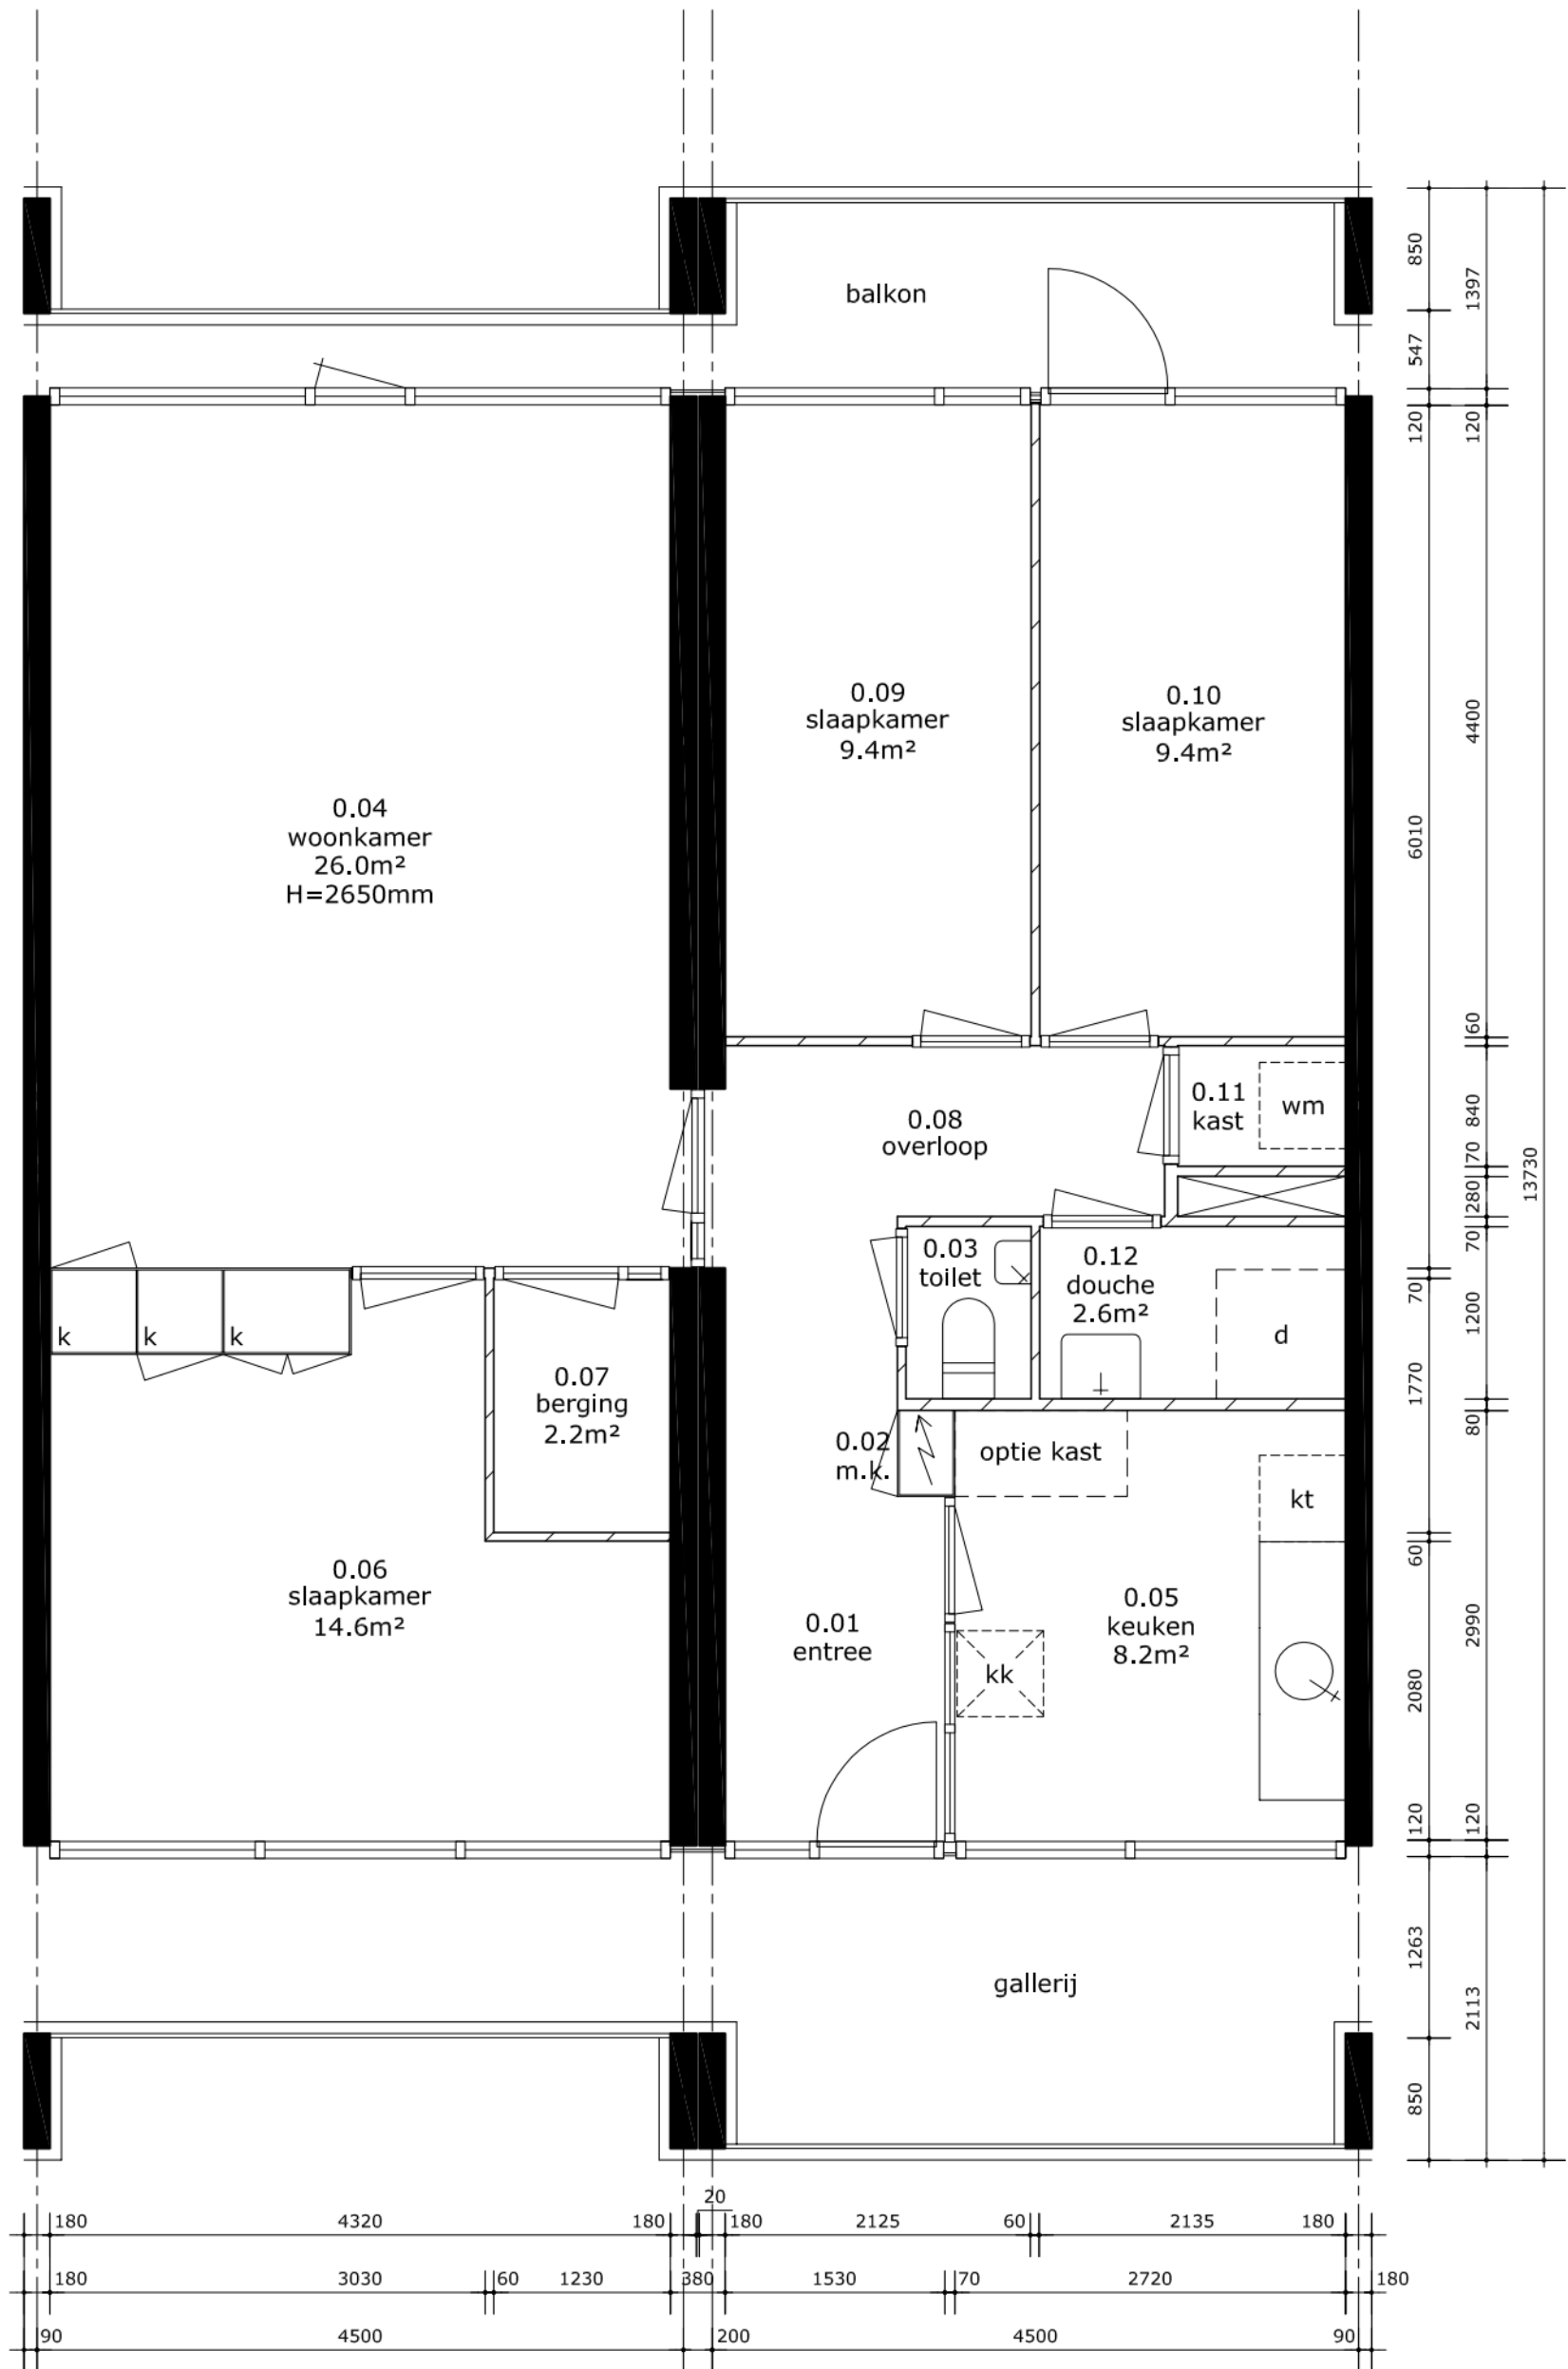 balkon
850
1397
547
120
120
0.09
slaapkamer
9.4m²
0.10
slaapkamer
9.4m²
4400
0.04
woonkamer
26.0m²
H=2650mm
6010
60
0.11
kast
wm
840
0.08
overloop
70
280
13730
70
0.03
toilet
0.12
douche
2.6m²
d
70
1200
k
k
k
0.07
berging
2.2m²
1770
80
0.02
m.k.
optie kast
kt
60
0.06
slaapkamer
14.6m²
0.01
entree
kk
0.05
keuken
8.2m²
2990
2080
120
120
1263
gallerij
2113
850
20
180
4320
180
180
2125
60
2135
180
180
3030
60
1230
380
1530
70
2720
180
90
4500
200
4500
90